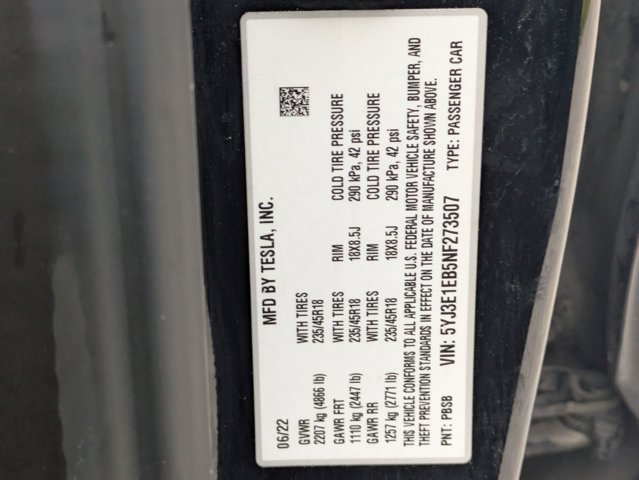 MFD BY TESLA, INC.
06/22
GVWR WITH TIRES RIM COLD TIRE PRESSURE
2207 kg (4866 lb) 235/45R18 18X8.5J 290 kPa, 42 psi
GAWR FRT WITH TIRES RIM COLD TIRE PRESSURE
1110 kg (2447 lb) 235/45R18 18X8.5J 290 kPa, 42 psi
GAWR RR
1257 kg (2771 lb) 235/45R18
THIS VEHICLE CONFORMS TO ALL APPLICABLE U.S. FEDERAL MOTOR VEHICLE SAFETY, BUMPER, AND
THEFT PREVENTION STANDARDS IN EFFECT ON THE DATE OF MANUFACTURE SHOWN ABOVE.
PNT: PBSB VIN: 5YJ3E1EB5NF273507 TYPE: PASSENGER CAR